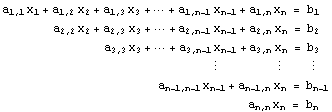 a₁,₁ x₁ + a₁,₂ x₂ + a₁,₃ x₃ + ⋯ + a₁,ₙ₋₁ xₙ₋₁ + a₁,ₙ xₙ = b₁
a₂,₂ x₂ + a₂,₃ x₃ + ⋯ + a₂,ₙ₋₁ xₙ₋₁ + a₂,ₙ xₙ = b₂
a₃,₃ x₃ + ⋯ + a₃,ₙ₋₁ xₙ₋₁ + a₃,ₙ xₙ = b₃
⋮ ⋮ ⋮
aₙ₋₁,ₙ₋₁ xₙ₋₁ + aₙ₋₁,ₙ xₙ = bₙ₋₁
aₙ,ₙ xₙ = bₙ